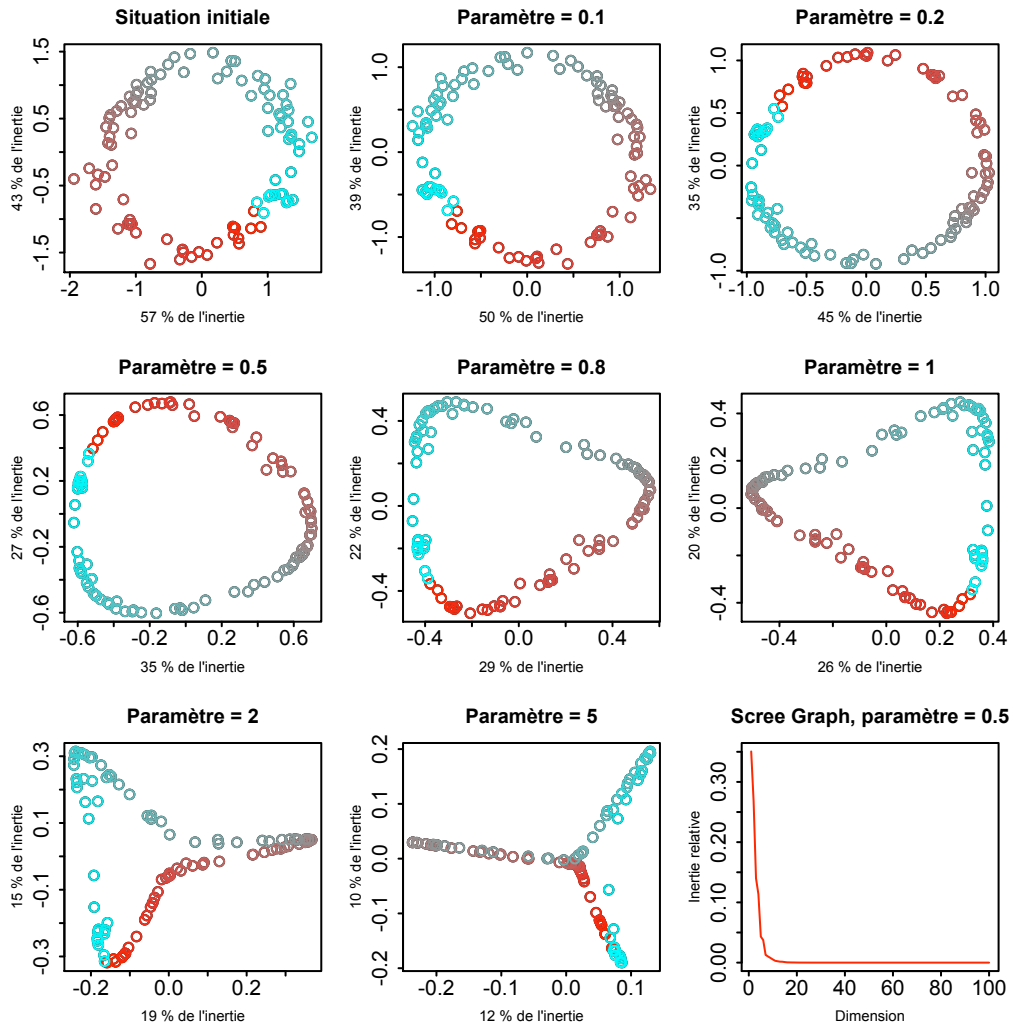 Situation initiale
43 % de l'inertie
1.5
0.5
-0.5
-1.5
-2 -1 0 1
57 % de l'inertie
Paramètre = 0.1
39 % de l'inertie
1.0
0.0
-1.0
-1.0 0.0 1.0
50 % de l'inertie
Paramètre = 0.2
35 % de l'inertie
1.0
0.5
0.0
-1.0
-1.0 -0.5 0.0 0.5 1.0
45 % de l'inertie
Paramètre = 0.5
27 % de l'inertie
0.6
0.2
-0.2
-0.6
-0.6 -0.2 0.2 0.6
35 % de l'inertie
Paramètre = 0.8
22 % de l'inertie
0.4
0.0
-0.4
-0.4 0.0 0.4
29 % de l'inertie
Paramètre = 1
20 % de l'inertie
0.4
0.2
0.0
-0.4
-0.4 0.0 0.2 0.4
26 % de l'inertie
Paramètre = 2
15 % de l'inertie
0.3
0.1
-0.1
-0.3
-0.2 0.0 0.2
19 % de l'inertie
Paramètre = 5
10 % de l'inertie
0.2
0.1
0.0
-0.1
-0.2
-0.2 -0.1 0.0 0.1
12 % de l'inertie
Scree Graph, paramètre = 0.5
Inertie relative
0.30
0.20
0.10
0.00
0 20 40 60 80 100
Dimension